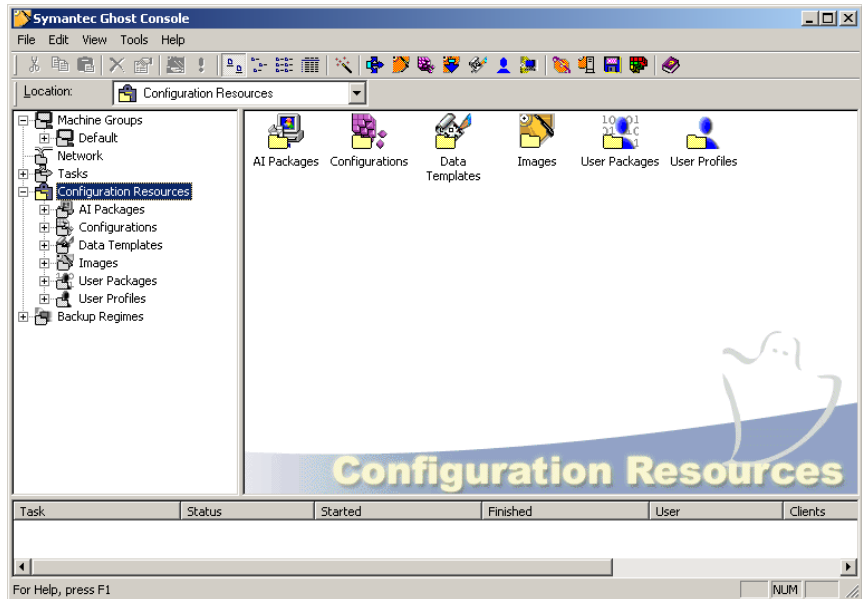 Symantec Ghost Console
File Edit View Tools Help
Location: Configuration Resources
Machine Groups
Default
Network
Tasks
Configuration Resources
AI Packages
Configurations
Data Templates
Images
User Packages
User Profiles
Backup Regimes
AI Packages Configurations Data Templates Images User Packages User Profiles
Configuration Resources
Task Status Started Finished User Clients
For Help, press F1
NUM